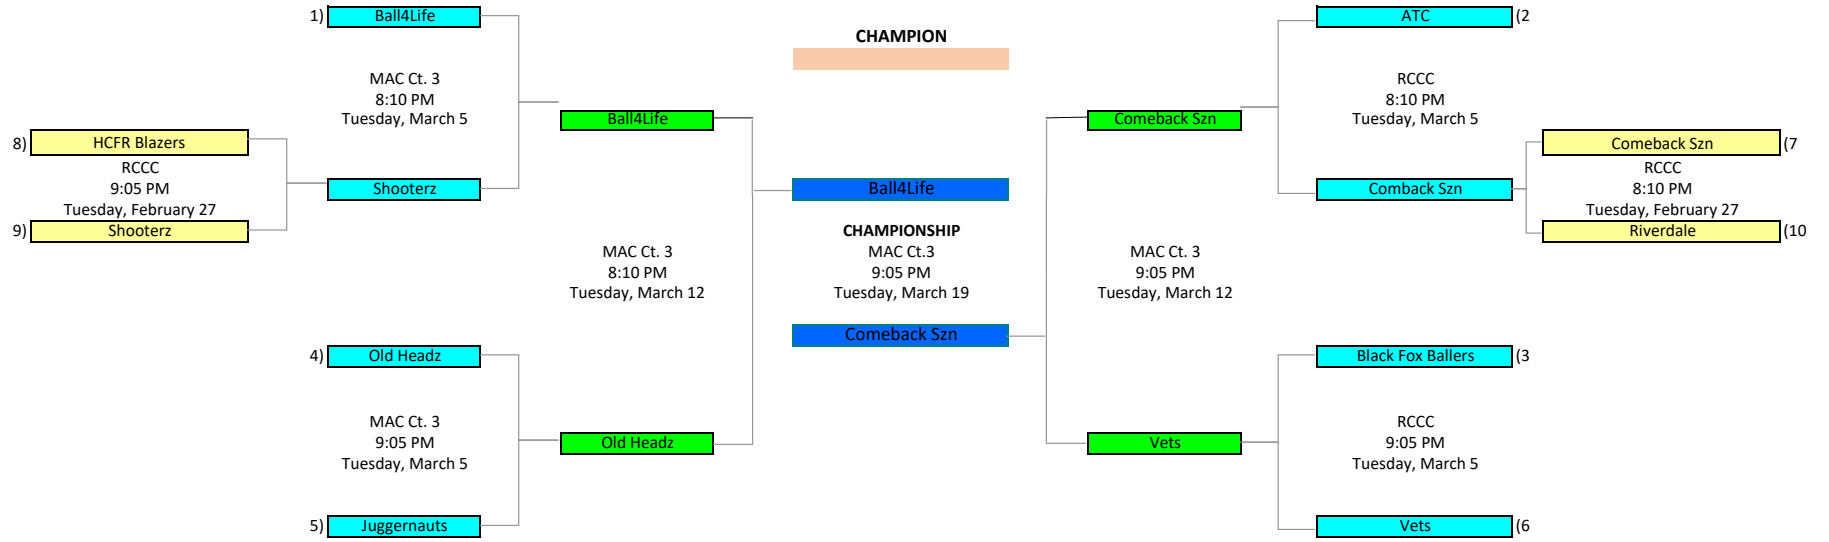 1) Ball4Life
MAC Ct. 3
8:10 PM
Tuesday, March 5
8) HCFR Blazers
RCCC
9:05 PM
Tuesday, February 27
9) Shooterz
Shooterz
Ball4Life
MAC Ct. 3
8:10 PM
Tuesday, March 12
4) Old Headz
MAC Ct. 3
9:05 PM
Tuesday, March 5
5) Juggernauts
Old Headz
CHAMPION
Ball4Life
CHAMPIONSHIP
MAC Ct.3
9:05 PM
Tuesday, March 19
Comeback Szn
Comeback Szn
MAC Ct. 3
9:05 PM
Tuesday, March 12
Vets
ATC (2
RCCC
8:10 PM
Tuesday, March 5
Comback Szn
Comeback Szn (7
RCCC
8:10 PM
Tuesday, February 27
Riverdale (10
Black Fox Ballers (3
RCCC
9:05 PM
Tuesday, March 5
Vets (6